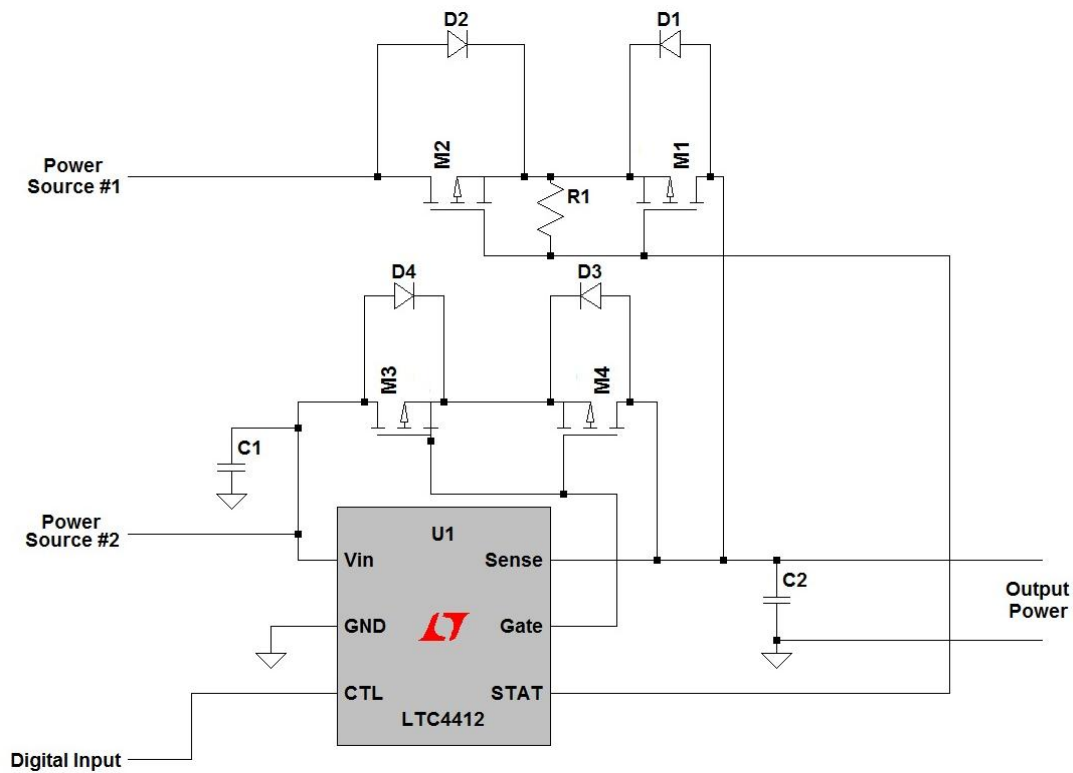 D2
D1
M2
M1
Power
Source #1
R1
D4
D3
M3
M4
C1
Power
Source #2
U1
Vin
Sense
C2
Output
Power
GND
Gate
CTL
STAT
LTC4412
Digital Input